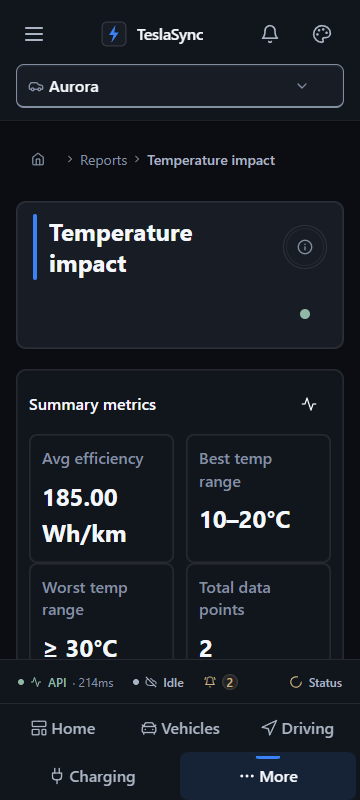 TeslaSync
Aurora
Reports
Temperature impact
Temperature
impact
Summary metrics
Avg efficiency
185.00
Wh/km
Best temp
range
10–20°C
Worst temp
range
≥ 30°C
Total data
points
2
API · 214ms
Idle
2
Status
Home
Vehicles
Driving
Charging
More